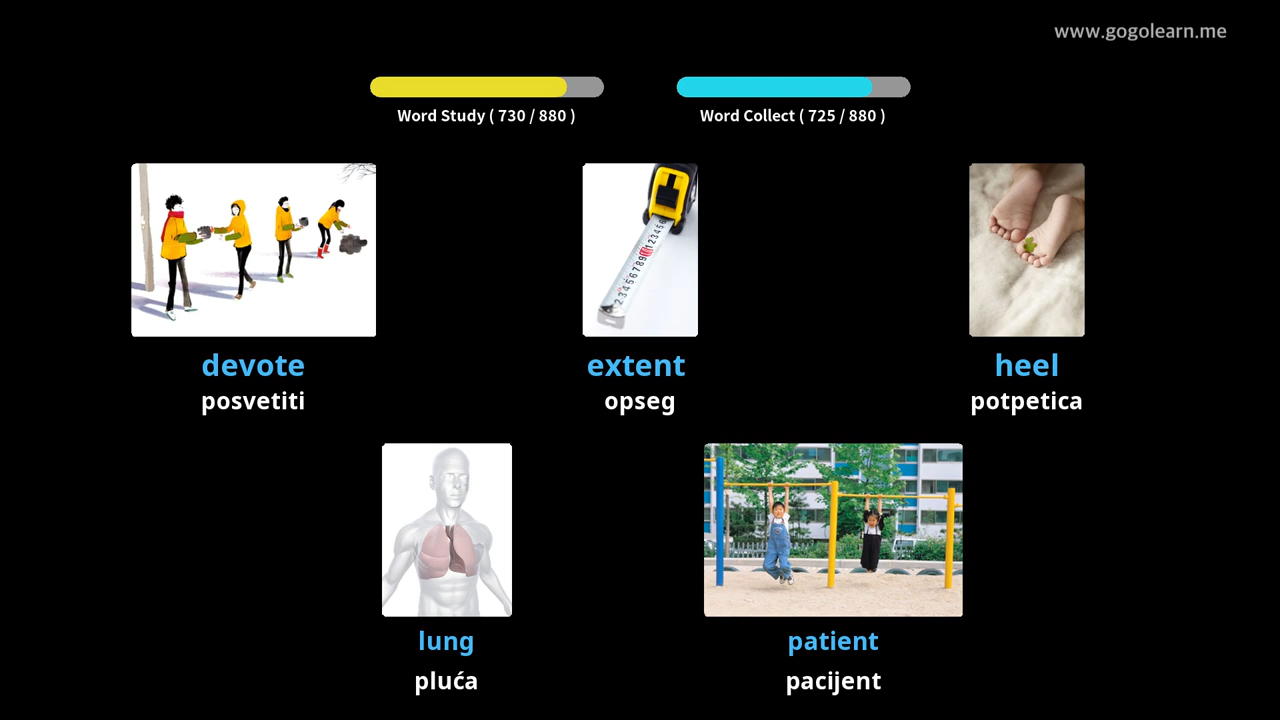 www.gogolearn.me
Word Study ( 730 / 880 )
Word Collect ( 725 / 880 )
devote
posvetiti
extent
opseg
heel
potpetica
lung
pluća
patient
pacijent